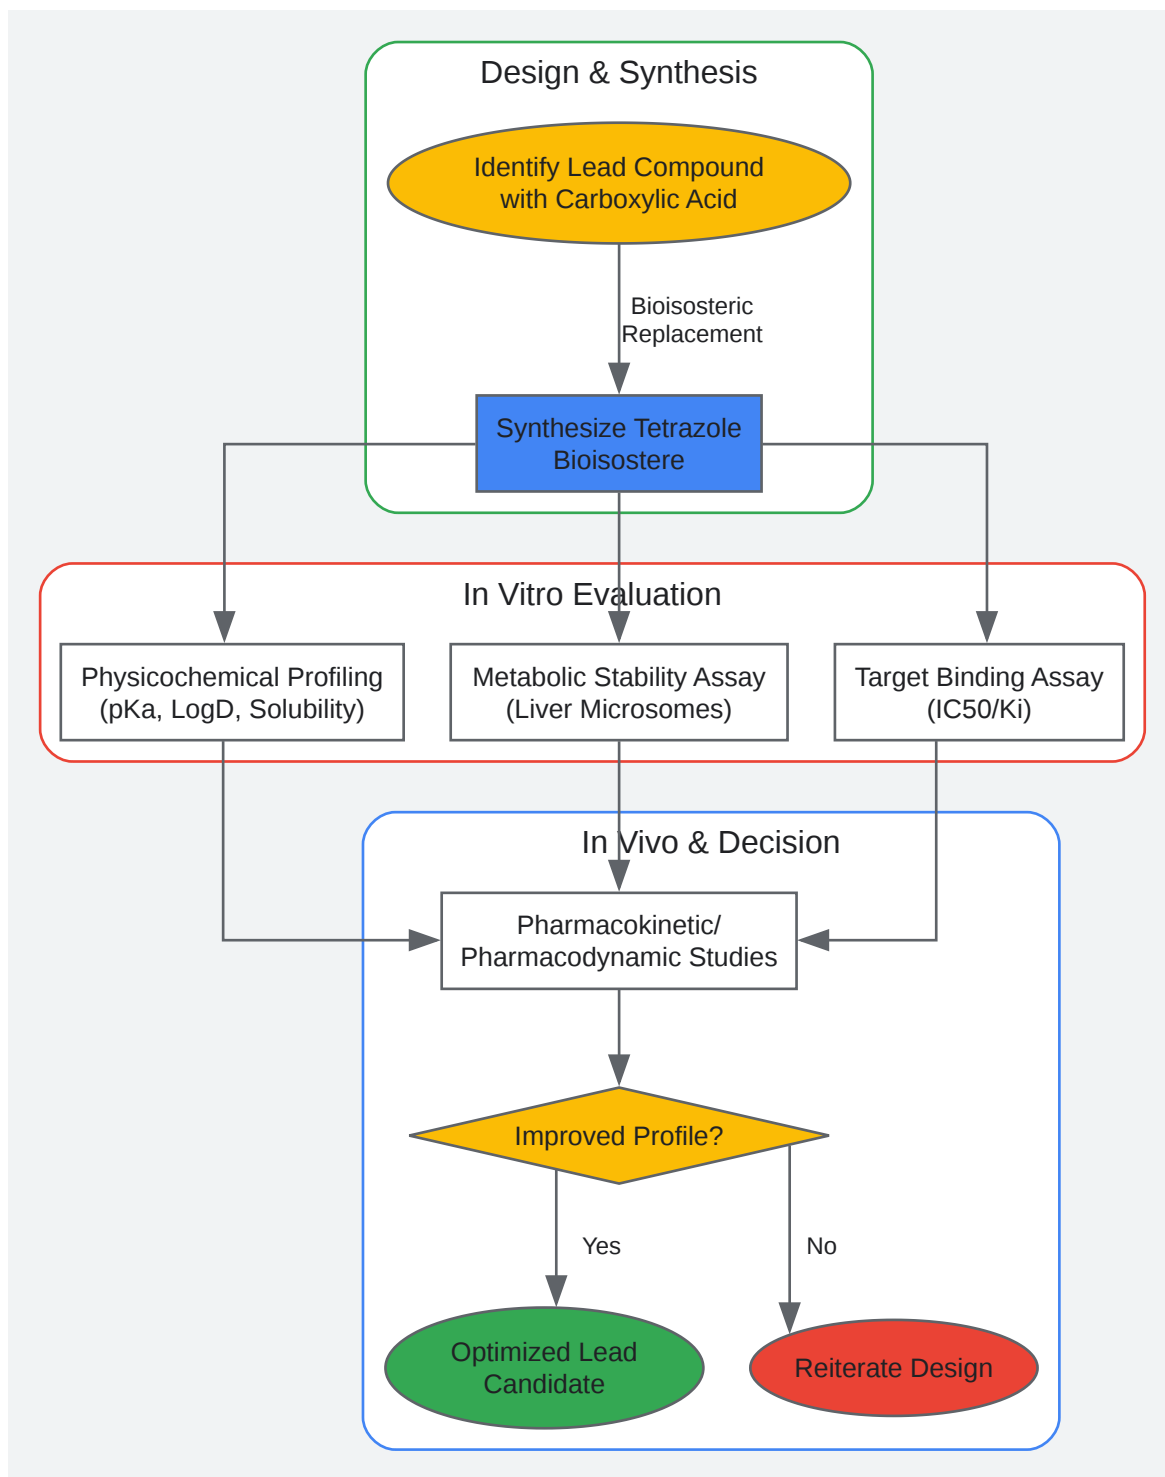 Design & Synthesis
Identify Lead Compound
with Carboxylic Acid
Bioisosteric
Replacement
Synthesize Tetrazole
Bioisostere
In Vitro Evaluation
Physicochemical Profiling
(pKa, LogD, Solubility)
Metabolic Stability Assay
(Liver Microsomes)
Target Binding Assay
(IC50/Ki)
In Vivo & Decision
Pharmacokinetic/
Pharmacodynamic Studies
Improved Profile?
Yes
No
Optimized Lead
Candidate
Reiterate Design